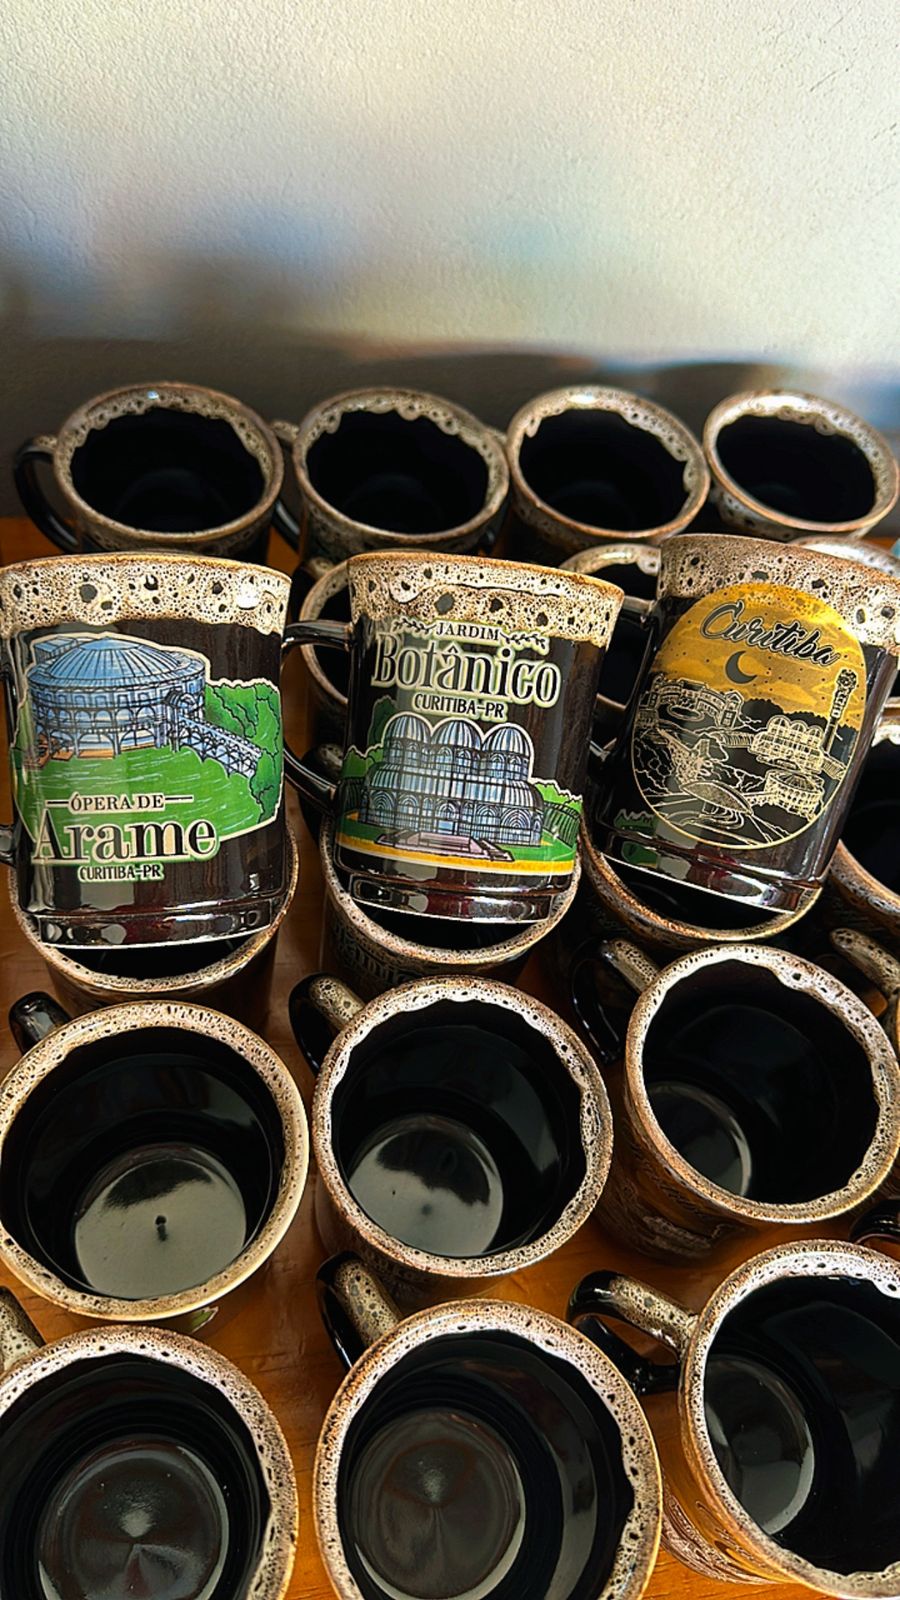 ÓPERA DE
Arame
CURITIBA-PR
JARDIM
Botânico
CURITIBA-PR
Curitiba